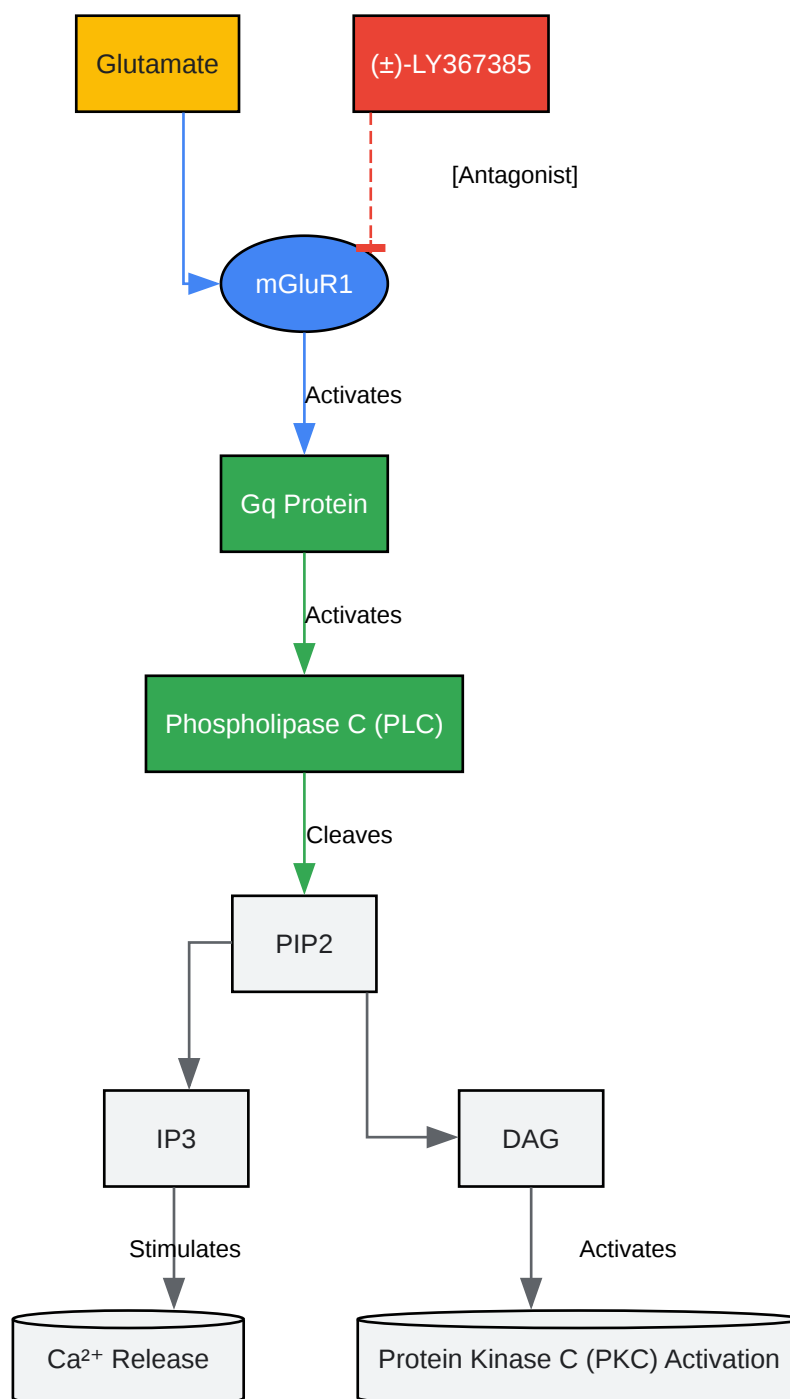 Glutamate
(±)-LY367385
[Antagonist]
mGluR1
Activates
Gq Protein
Activates
Phospholipase C (PLC)
Cleaves
PIP2
IP3
DAG
Stimulates
Activates
Ca²⁺ Release
Protein Kinase C (PKC) Activation